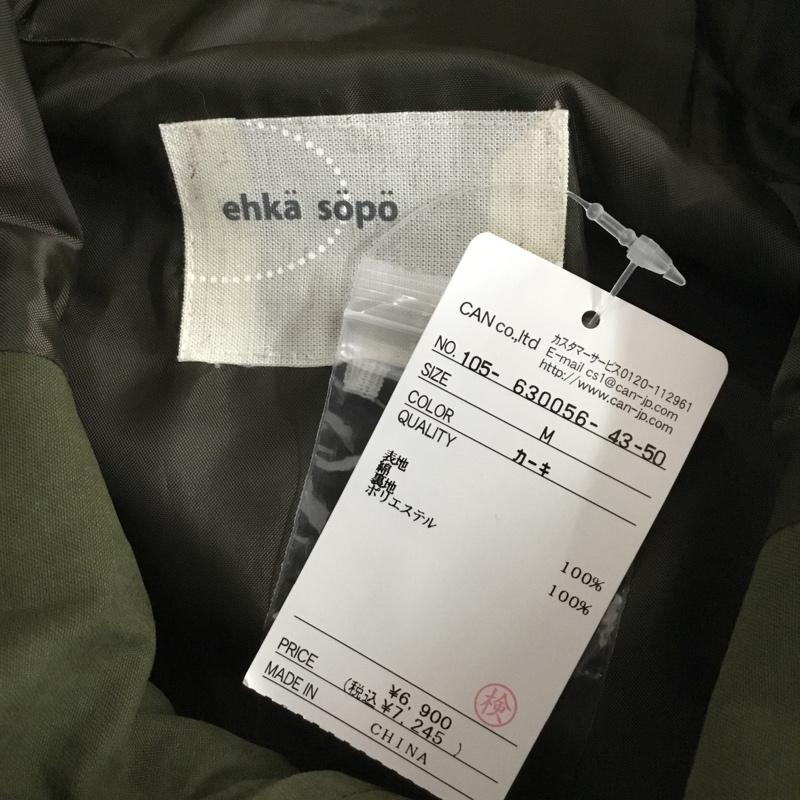 ehkä söpö
CAN co.,ltd
カスタマーサービス0120-112961
E-mail cs1@can-jp.com
http://www.can-jp.com
NO. 105- 630056- 43-50
SIZE M
COLOR カーキ
QUALITY
表地
綿 100%
裏地
ポリエステル 100%
PRICE ¥6,900
(税込 ¥7,245 )
検
MADE IN CHINA